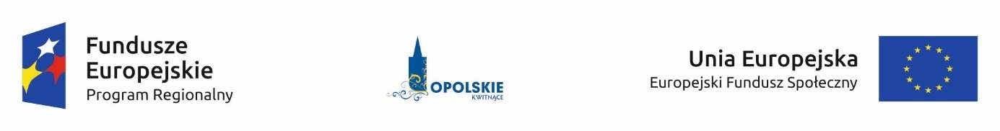 Fundusze
Europejskie
Program Regionalny
OPOLSKIE
KWITNĄCE
Unia Europejska
Europejski Fundusz Społeczny